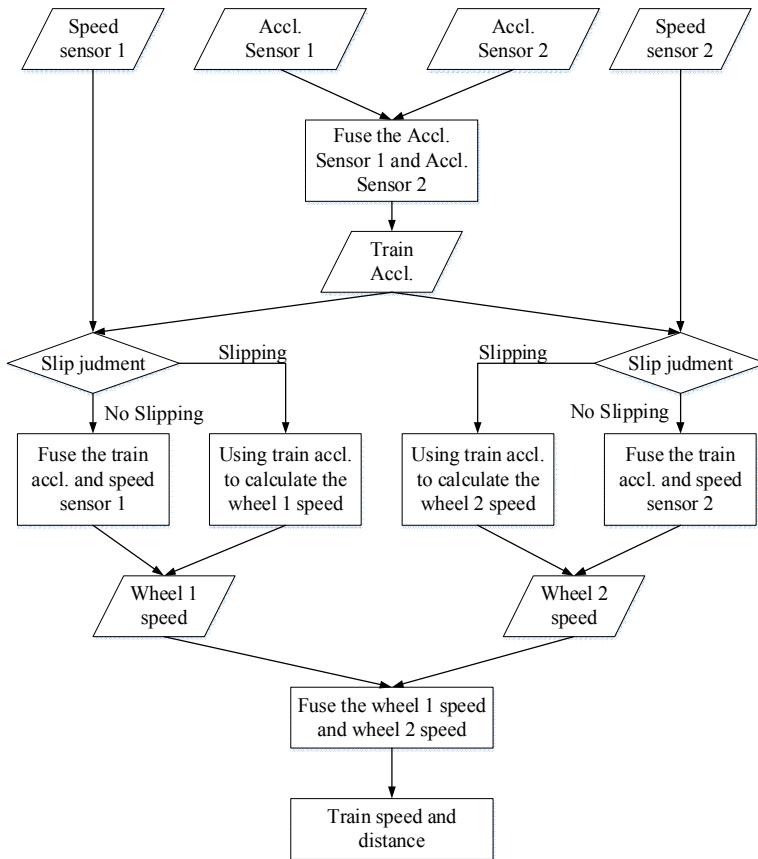 Speed
sensor 1
Accl.
Sensor 1
Accl.
Sensor 2
Speed
sensor 2
Fuse the Accl.
Sensor 1 and Accl.
Sensor 2
Train
Accl.
Slip judment
Slipping
Slipping
Slip judment
No Slipping
No Slipping
Fuse the train
accl. and speed
sensor 1
Using train accl.
to calculate the
wheel 1 speed
Using train accl.
to calculate the
wheel 2 speed
Fuse the train
accl. and speed
sensor 2
Wheel 1
speed
Wheel 2
speed
Fuse the wheel 1 speed
and wheel 2 speed
Train speed and
distance